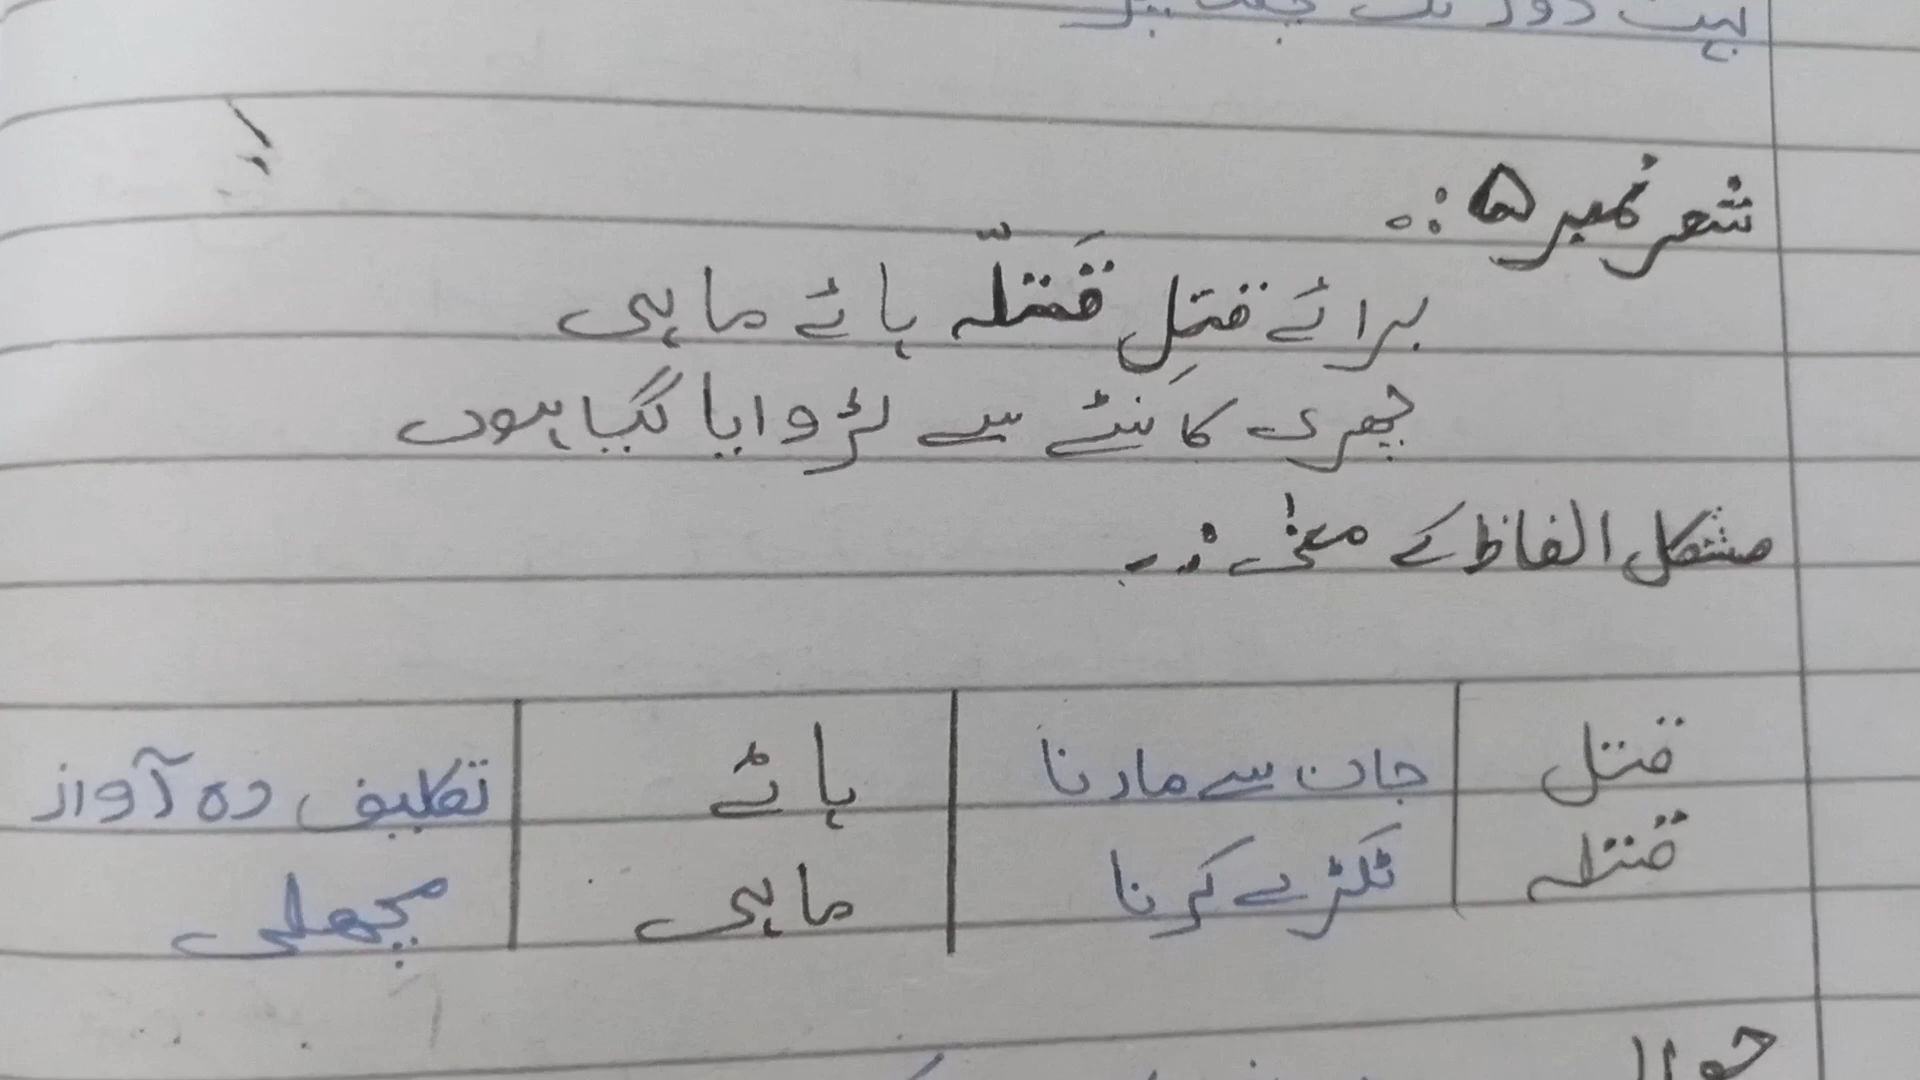 شعر نمبر ۵ :۔
برائے قتلِ قَتلّہ ہائے ماہی
چھری کانٹے سے لڑوایا گیا ہوں
مشکل الفاظ کے معنی :۔
قتل جان سے مارنا ہائے تکلیف دہ آواز
قتلہ ٹکڑے کرنا ماہی مچھلی